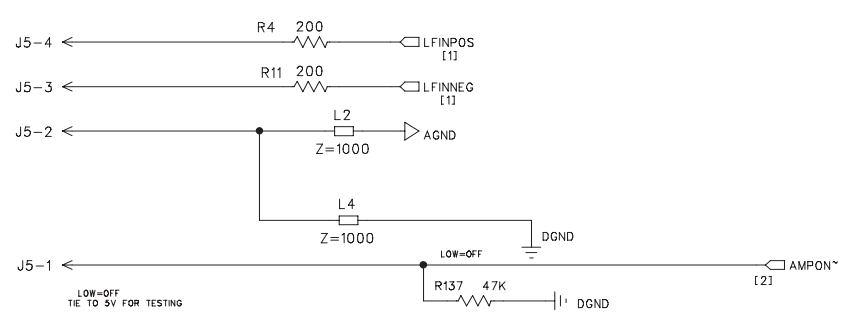 R4 200
J5-4 LFINPOS
[1]
R11 200
J5-3 LFINNEG
[1]
L2
J5-2 AGND
Z=1000
L4
Z=1000 DGND
LOW=OFF
J5-1 AMPON~
[2]
R137 47K
LOW=OFF
TIE TO 5V FOR TESTING
DGND